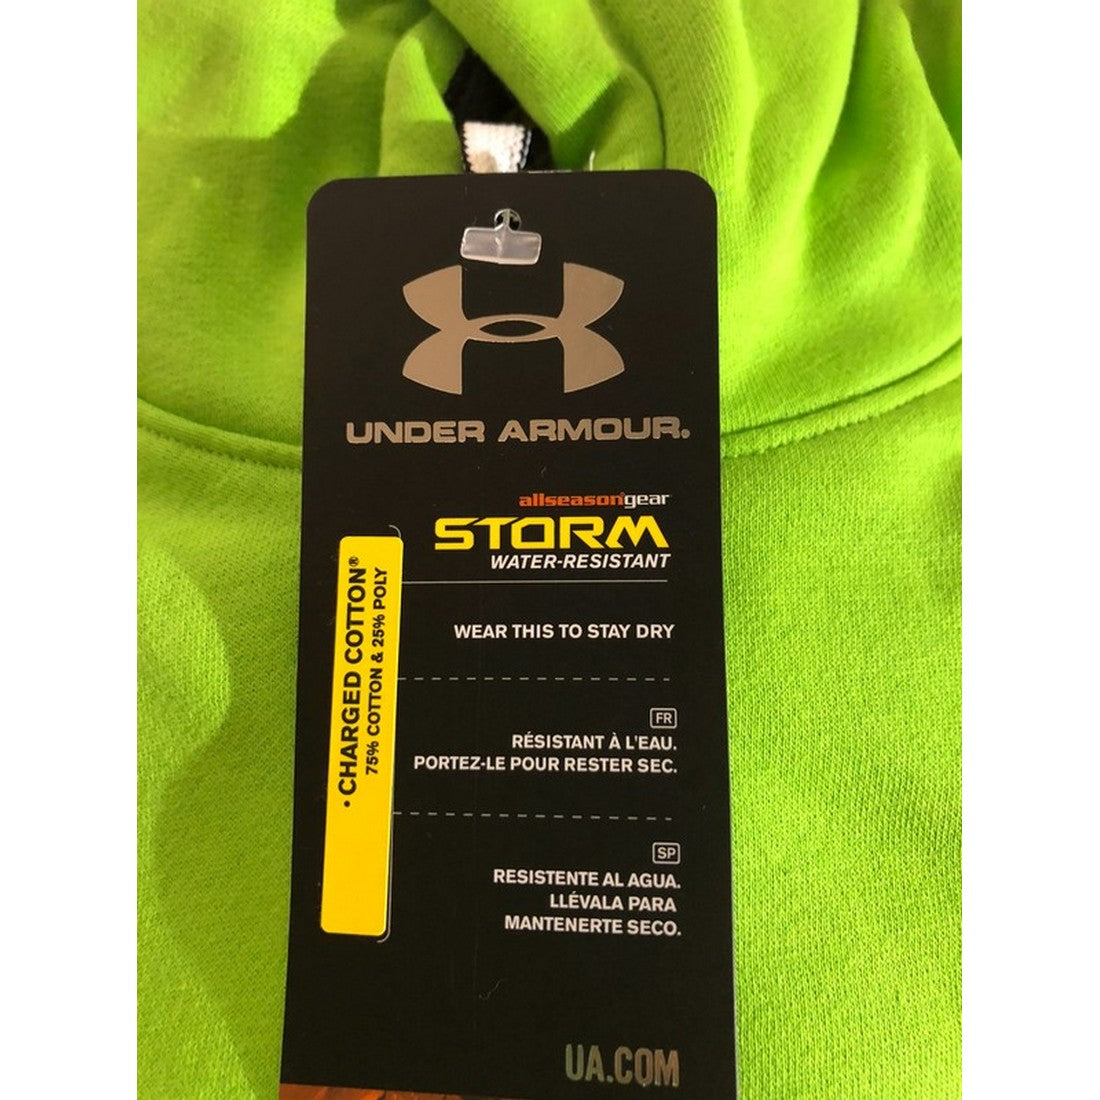 UNDER ARMOUR®
allseasongear
STORM
WATER-RESISTANT
• CHARGED COTTON®
75% COTTON & 25% POLY
WEAR THIS TO STAY DRY
FR
RÉSISTANT À L'EAU.
PORTEZ-LE POUR RESTER SEC.
SP
RESISTENTE AL AGUA.
LLÉVALA PARA
MANTENERTE SECO.
UA.COM